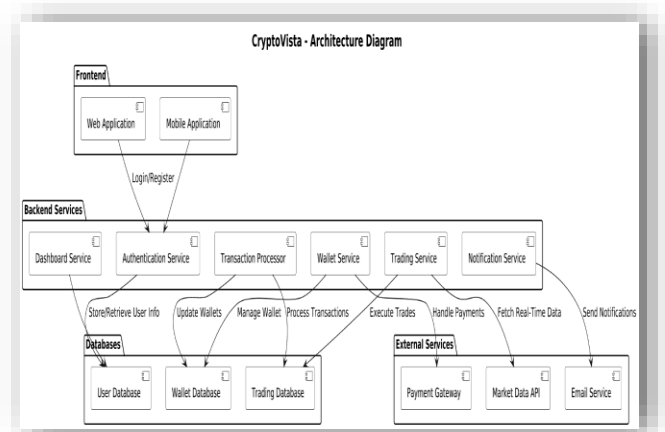 CryptoVista - Architecture Diagram
Frontend
Web Application
Mobile Application
Login/Register
Backend Services
Dashboard Service
Authentication Service
Transaction Processor
Wallet Service
Trading Service
Notification Service
Store/Retrieve User Info
Update Wallets
Manage Wallet
Process Transactions
Execute Trades
Handle Payments
Fetch Real-Time Data
Send Notifications
Databases
External Services
User Database
Wallet Database
Trading Database
Payment Gateway
Market Data API
Email Service